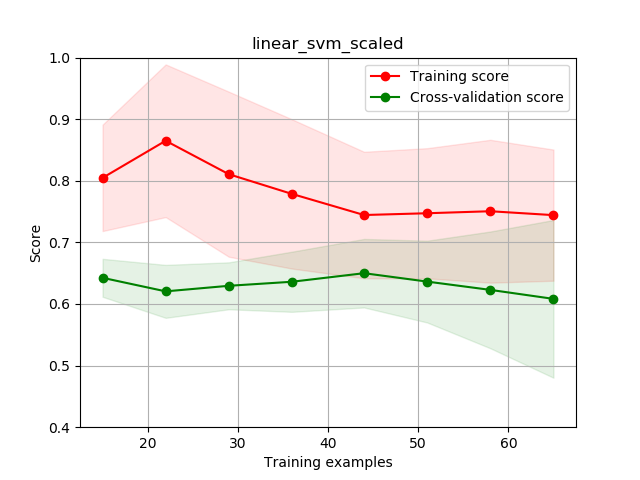 linear_svm_scaled
Training score
Cross-validation score
1.0
0.9
0.8
0.7
0.6
0.5
0.4
Score
20 30 40 50 60
Training examples